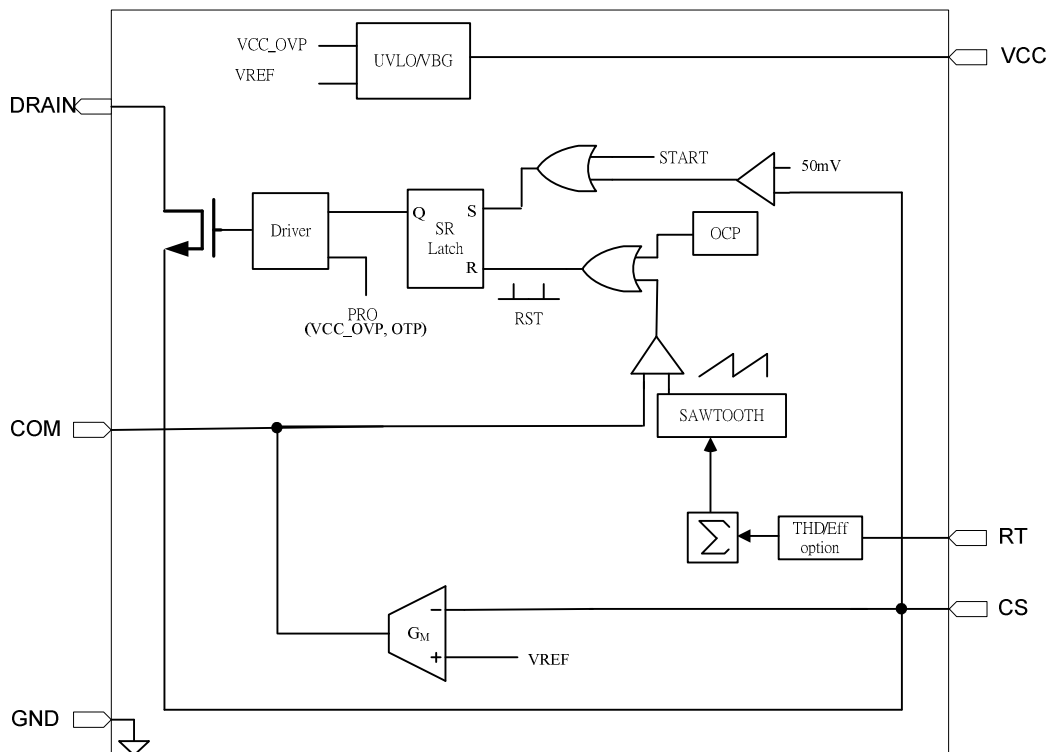 VCC_OVP
VREF
UVLO/VBG
VCC
DRAIN
START
50mV
Driver
Q
S
SR
Latch
R
OCP
PRO
(VCC_OVP, OTP)
RST
SAWTOOTH
COM
∑
THD/Eff
option
RT
CS
−
GM
+
VREF
GND